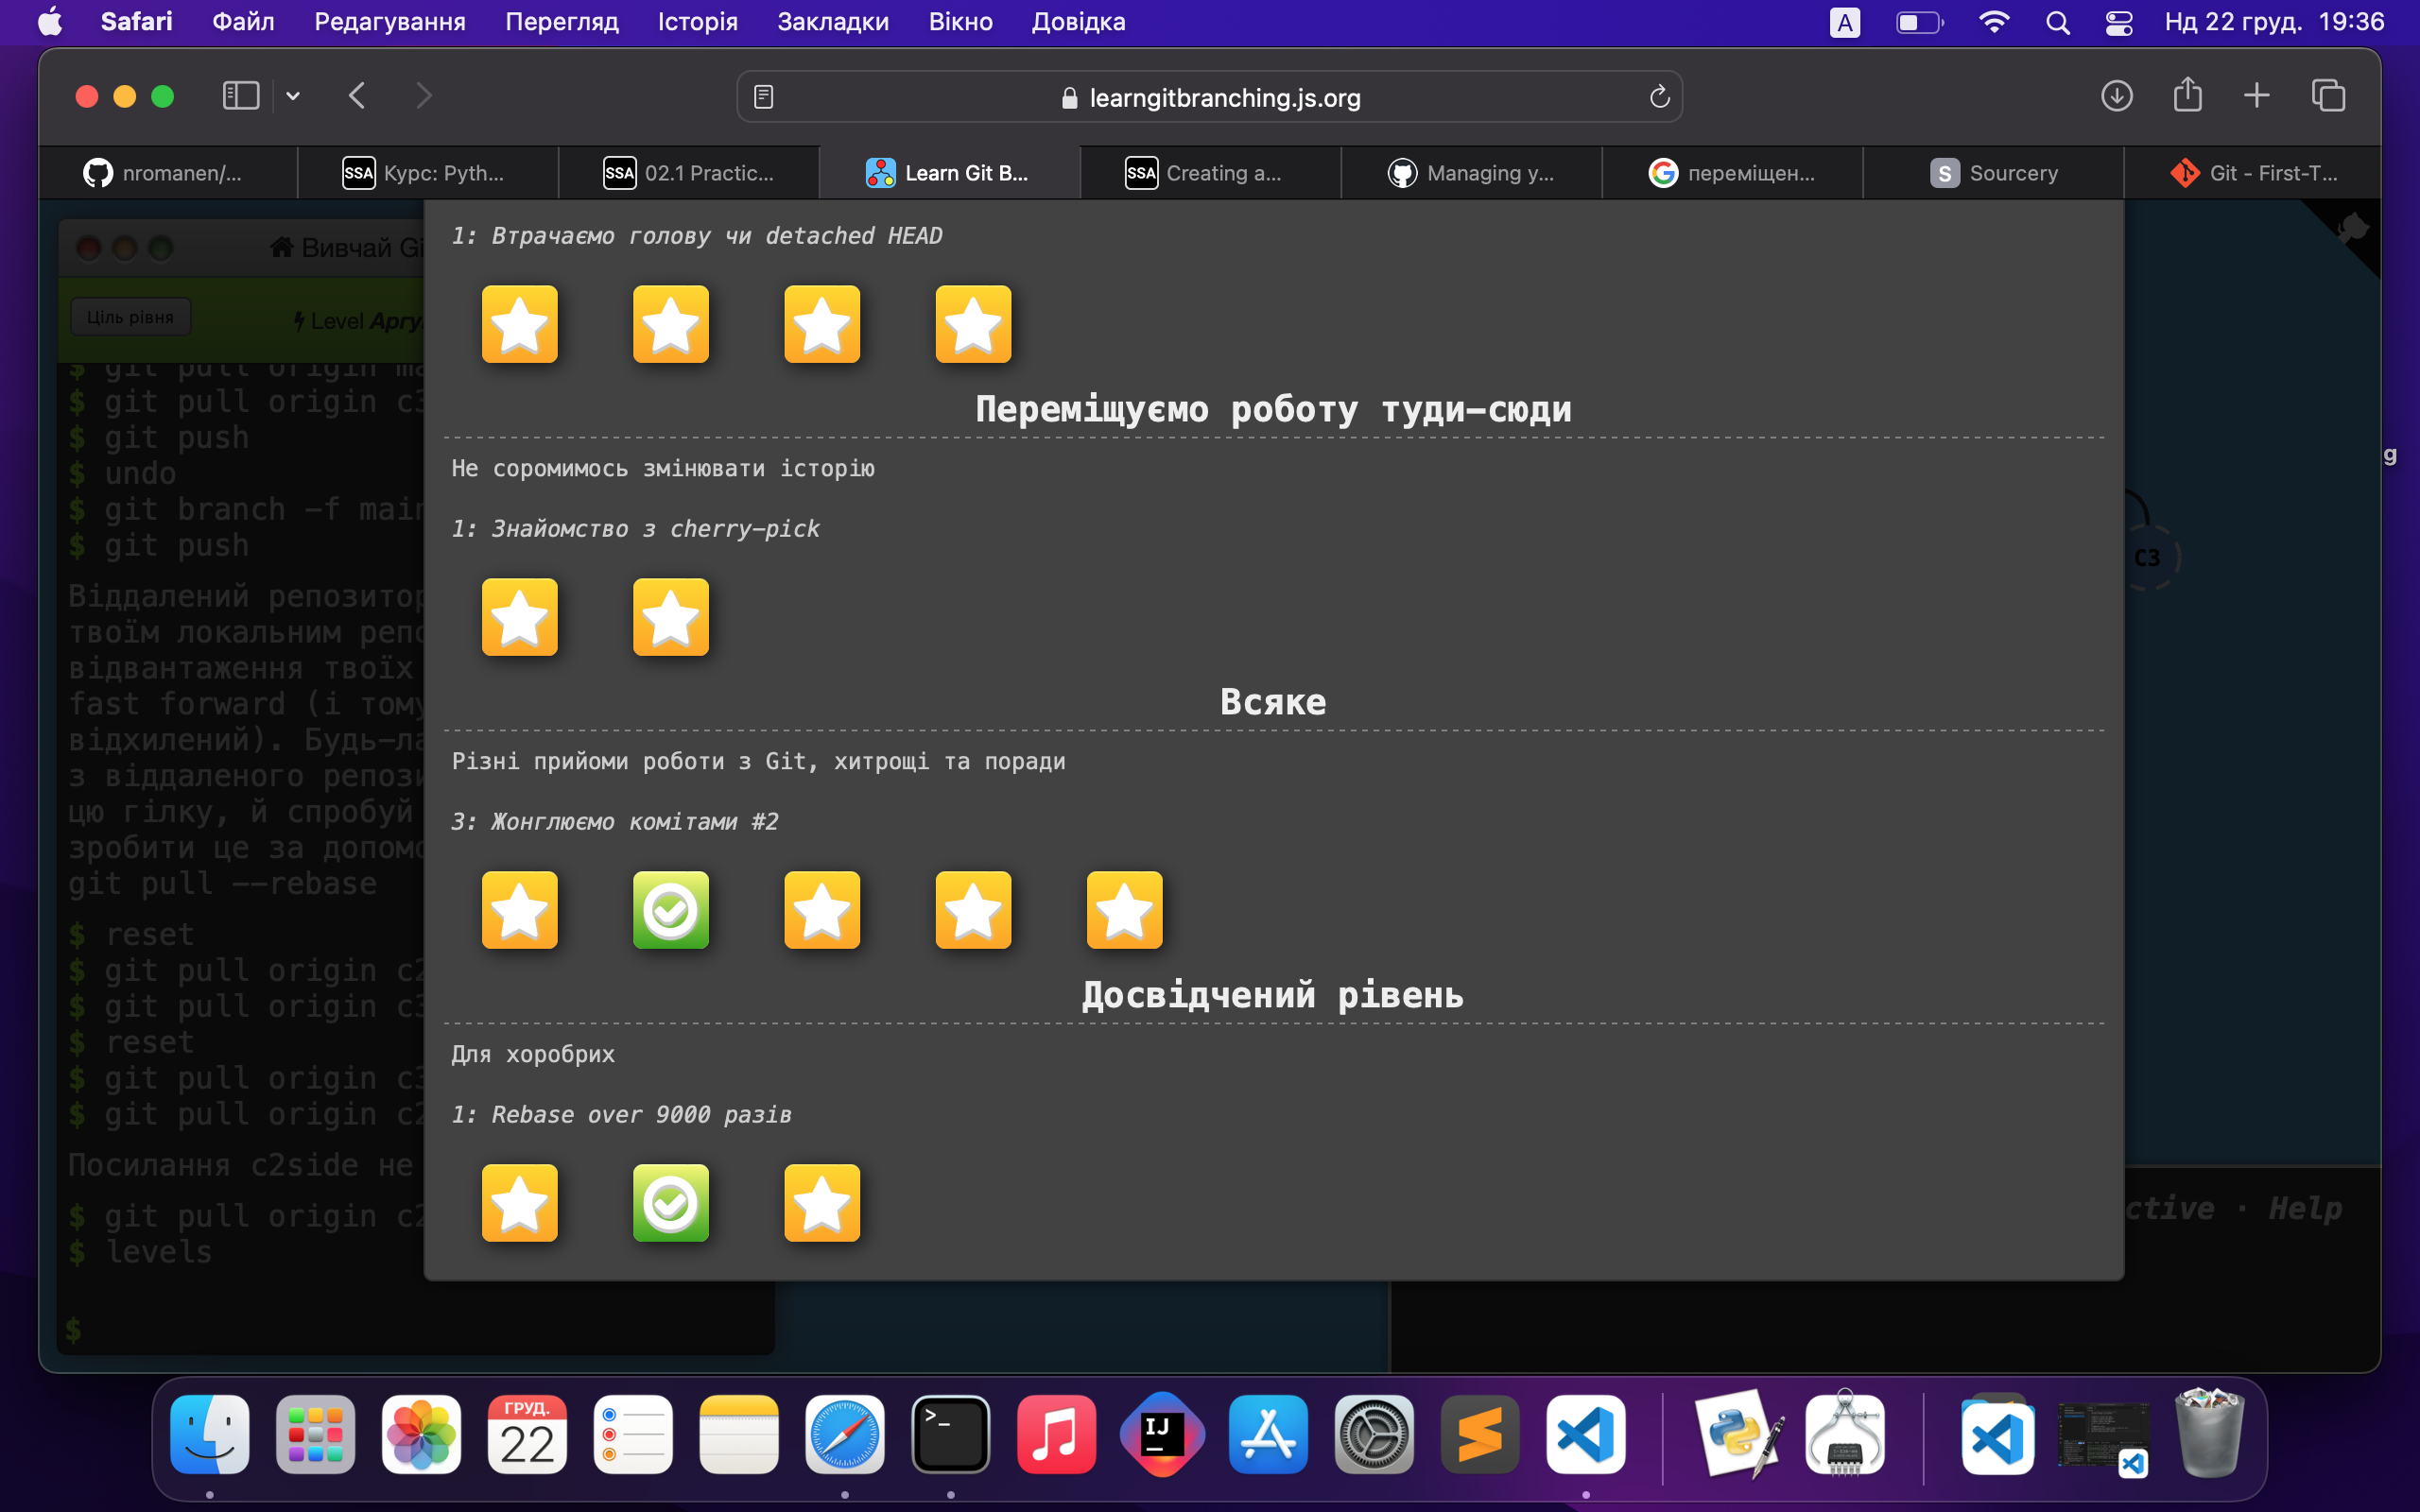 Safari Файл Редагування Перегляд Історія Закладки Вікно Довідка A Нд 22 груд. 19:36
learngitbranching.js.org
nromanen/... SSA Курс: Pyth... SSA 02.1 Practic... Learn Git B... SSA Creating a... Managing y... переміщен... S Sourcery Git - First-T...
Вивчай Gi
Ціль рівня
Level Аргу
$ git pull origin ma
$ git pull origin c3
$ git push
$ undo
$ git branch -f main
$ git push
Віддалений репозитор
твоїм локальним репо
відвантаження твоїх
fast forward (і тому
відхилений). Будь-ла
з віддаленого репози
цю гілку, й спробуй
зробити це за допомо
git pull --rebase
$ reset
$ git pull origin c2
$ git pull origin c3
$ reset
$ git pull origin c3
$ git pull origin c2
Посилання c2side не
$ git pull origin c2
$ levels
$
1: Втрачаємо голову чи detached HEAD
Переміщуємо роботу туди-сюди
Не соромимось змінювати історію
1: Знайомство з cherry-pick
Всяке
Різні прийоми роботи з Git, хитрощі та поради
3: Жонглюємо комітами #2
Досвідчений рівень
Для хоробрих
1: Rebase over 9000 разів
C3
g
ctive · Help
ГРУД.
22
>_
IJ